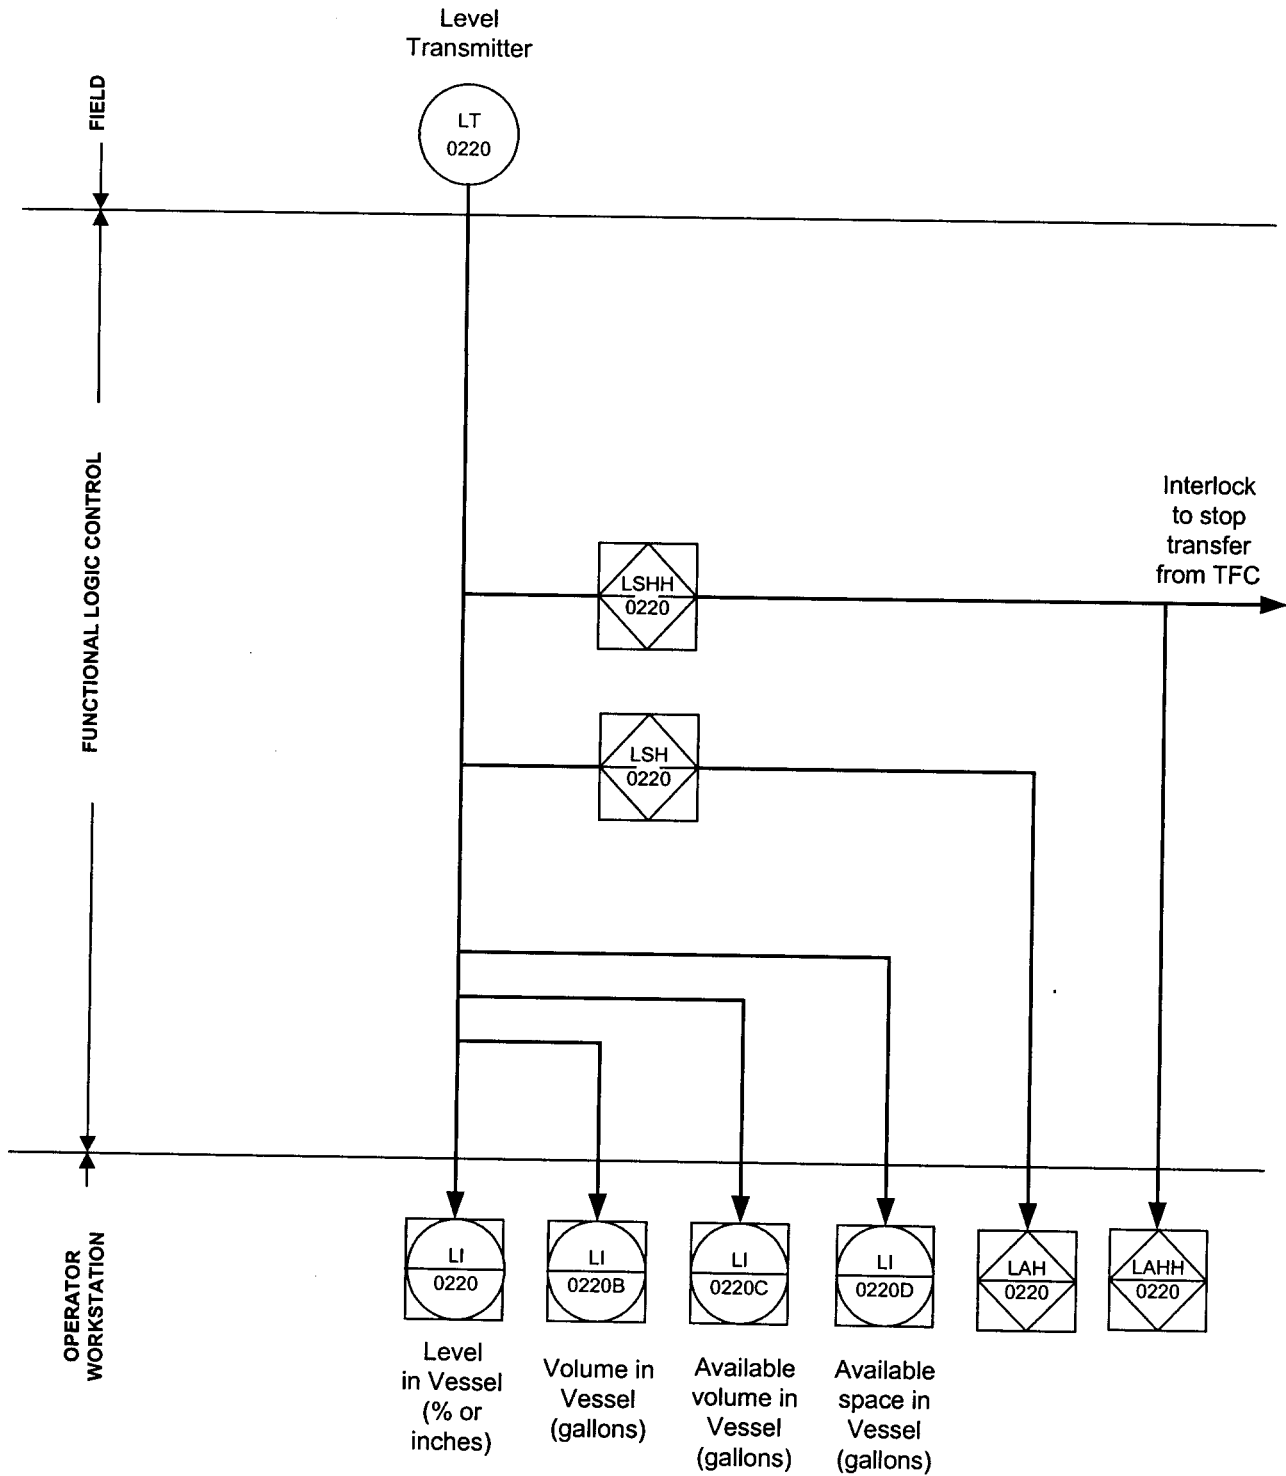 Level
Transmitter
FIELD
LT
0220
FUNCTIONAL LOGIC CONTROL
Interlock
to stop
transfer
from TFC
LSHH
0220
LSH
0220
OPERATOR
WORKSTATION
LI
0220
LI
0220B
LI
0220C
LI
0220D
LAH
0220
LAHH
0220
Level
in Vessel
(% or
inches)
Volume in
Vessel
(gallons)
Available
volume in
Vessel
(gallons)
Available
space in
Vessel
(gallons)